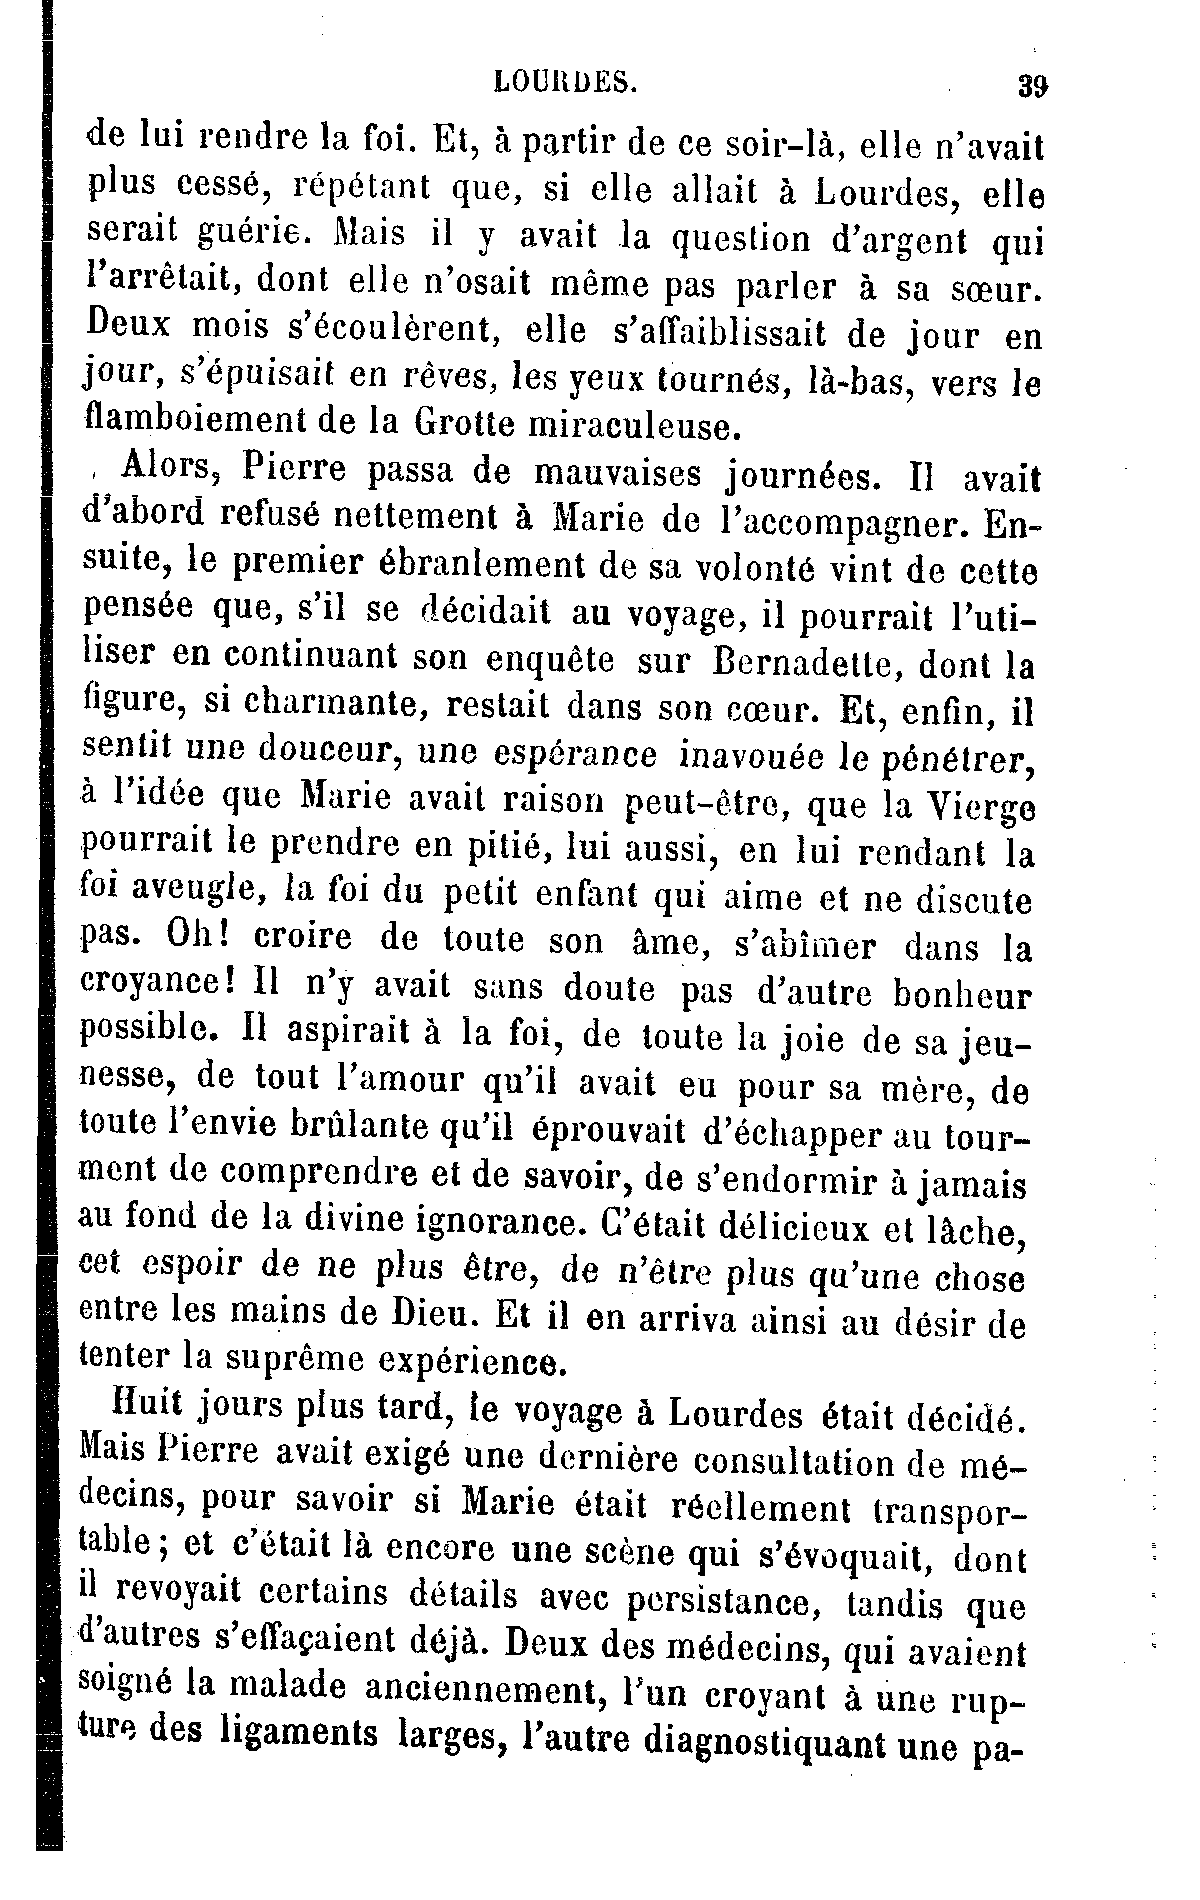 LOURDES. 39
de lui rendre la foi. Et, à partir de ce soir-là, elle n'avait
plus cessé, répétant que, si elle allait à Lourdes, elle
serait guérie. Mais il y avait la question d'argent qui
l'arrêtait, dont elle n'osait même pas parler à sa sœur.
Deux mois s'écoulèrent, elle s'affaiblissait de jour en
jour, s'épuisait en rêves, les yeux tournés, là-bas, vers le
flamboiement de la Grotte miraculeuse.
Alors, Pierre passa de mauvaises journées. Il avait
d'abord refusé nettement à Marie de l'accompagner. En-
suite, le premier ébranlement de sa volonté vint de cette
pensée que, s'il se décidait au voyage, il pourrait l'uti-
liser en continuant son enquête sur Bernadette, dont la
figure, si charmante, restait dans son cœur. Et, enfin, il
sentit une douceur, une espérance inavouée le pénétrer,
à l'idée que Marie avait raison peut-être, que la Vierge
pourrait le prendre en pitié, lui aussi, en lui rendant la
foi aveugle, la foi du petit enfant qui aime et ne discute
pas. Oh! croire de toute son âme, s'abîmer dans la
croyance! Il n'y avait sans doute pas d'autre bonheur
possible. Il aspirait à la foi, de toute la joie de sa jeu-
nesse, de tout l'amour qu'il avait eu pour sa mère, de
toute l'envie brûlante qu'il éprouvait d'échapper au tour-
ment de comprendre et de savoir, de s'endormir à jamais
au fond de la divine ignorance. C'était délicieux et lâche,
cet espoir de ne plus être, de n'être plus qu'une chose
entre les mains de Dieu. Et il en arriva ainsi au désir de
tenter la suprême expérience.
Huit jours plus tard, le voyage à Lourdes était décidé.
Mais Pierre avait exigé une dernière consultation de mé-
decins, pour savoir si Marie était réellement transpor-
table; et c'était là encore une scène qui s'évoquait, dont
il revoyait certains détails avec persistance, tandis que
d'autres s'effaçaient déjà. Deux des médecins, qui avaient
soigné la malade anciennement, l'un croyant à une rup-
ture des ligaments larges, l'autre diagnostiquant une pa-